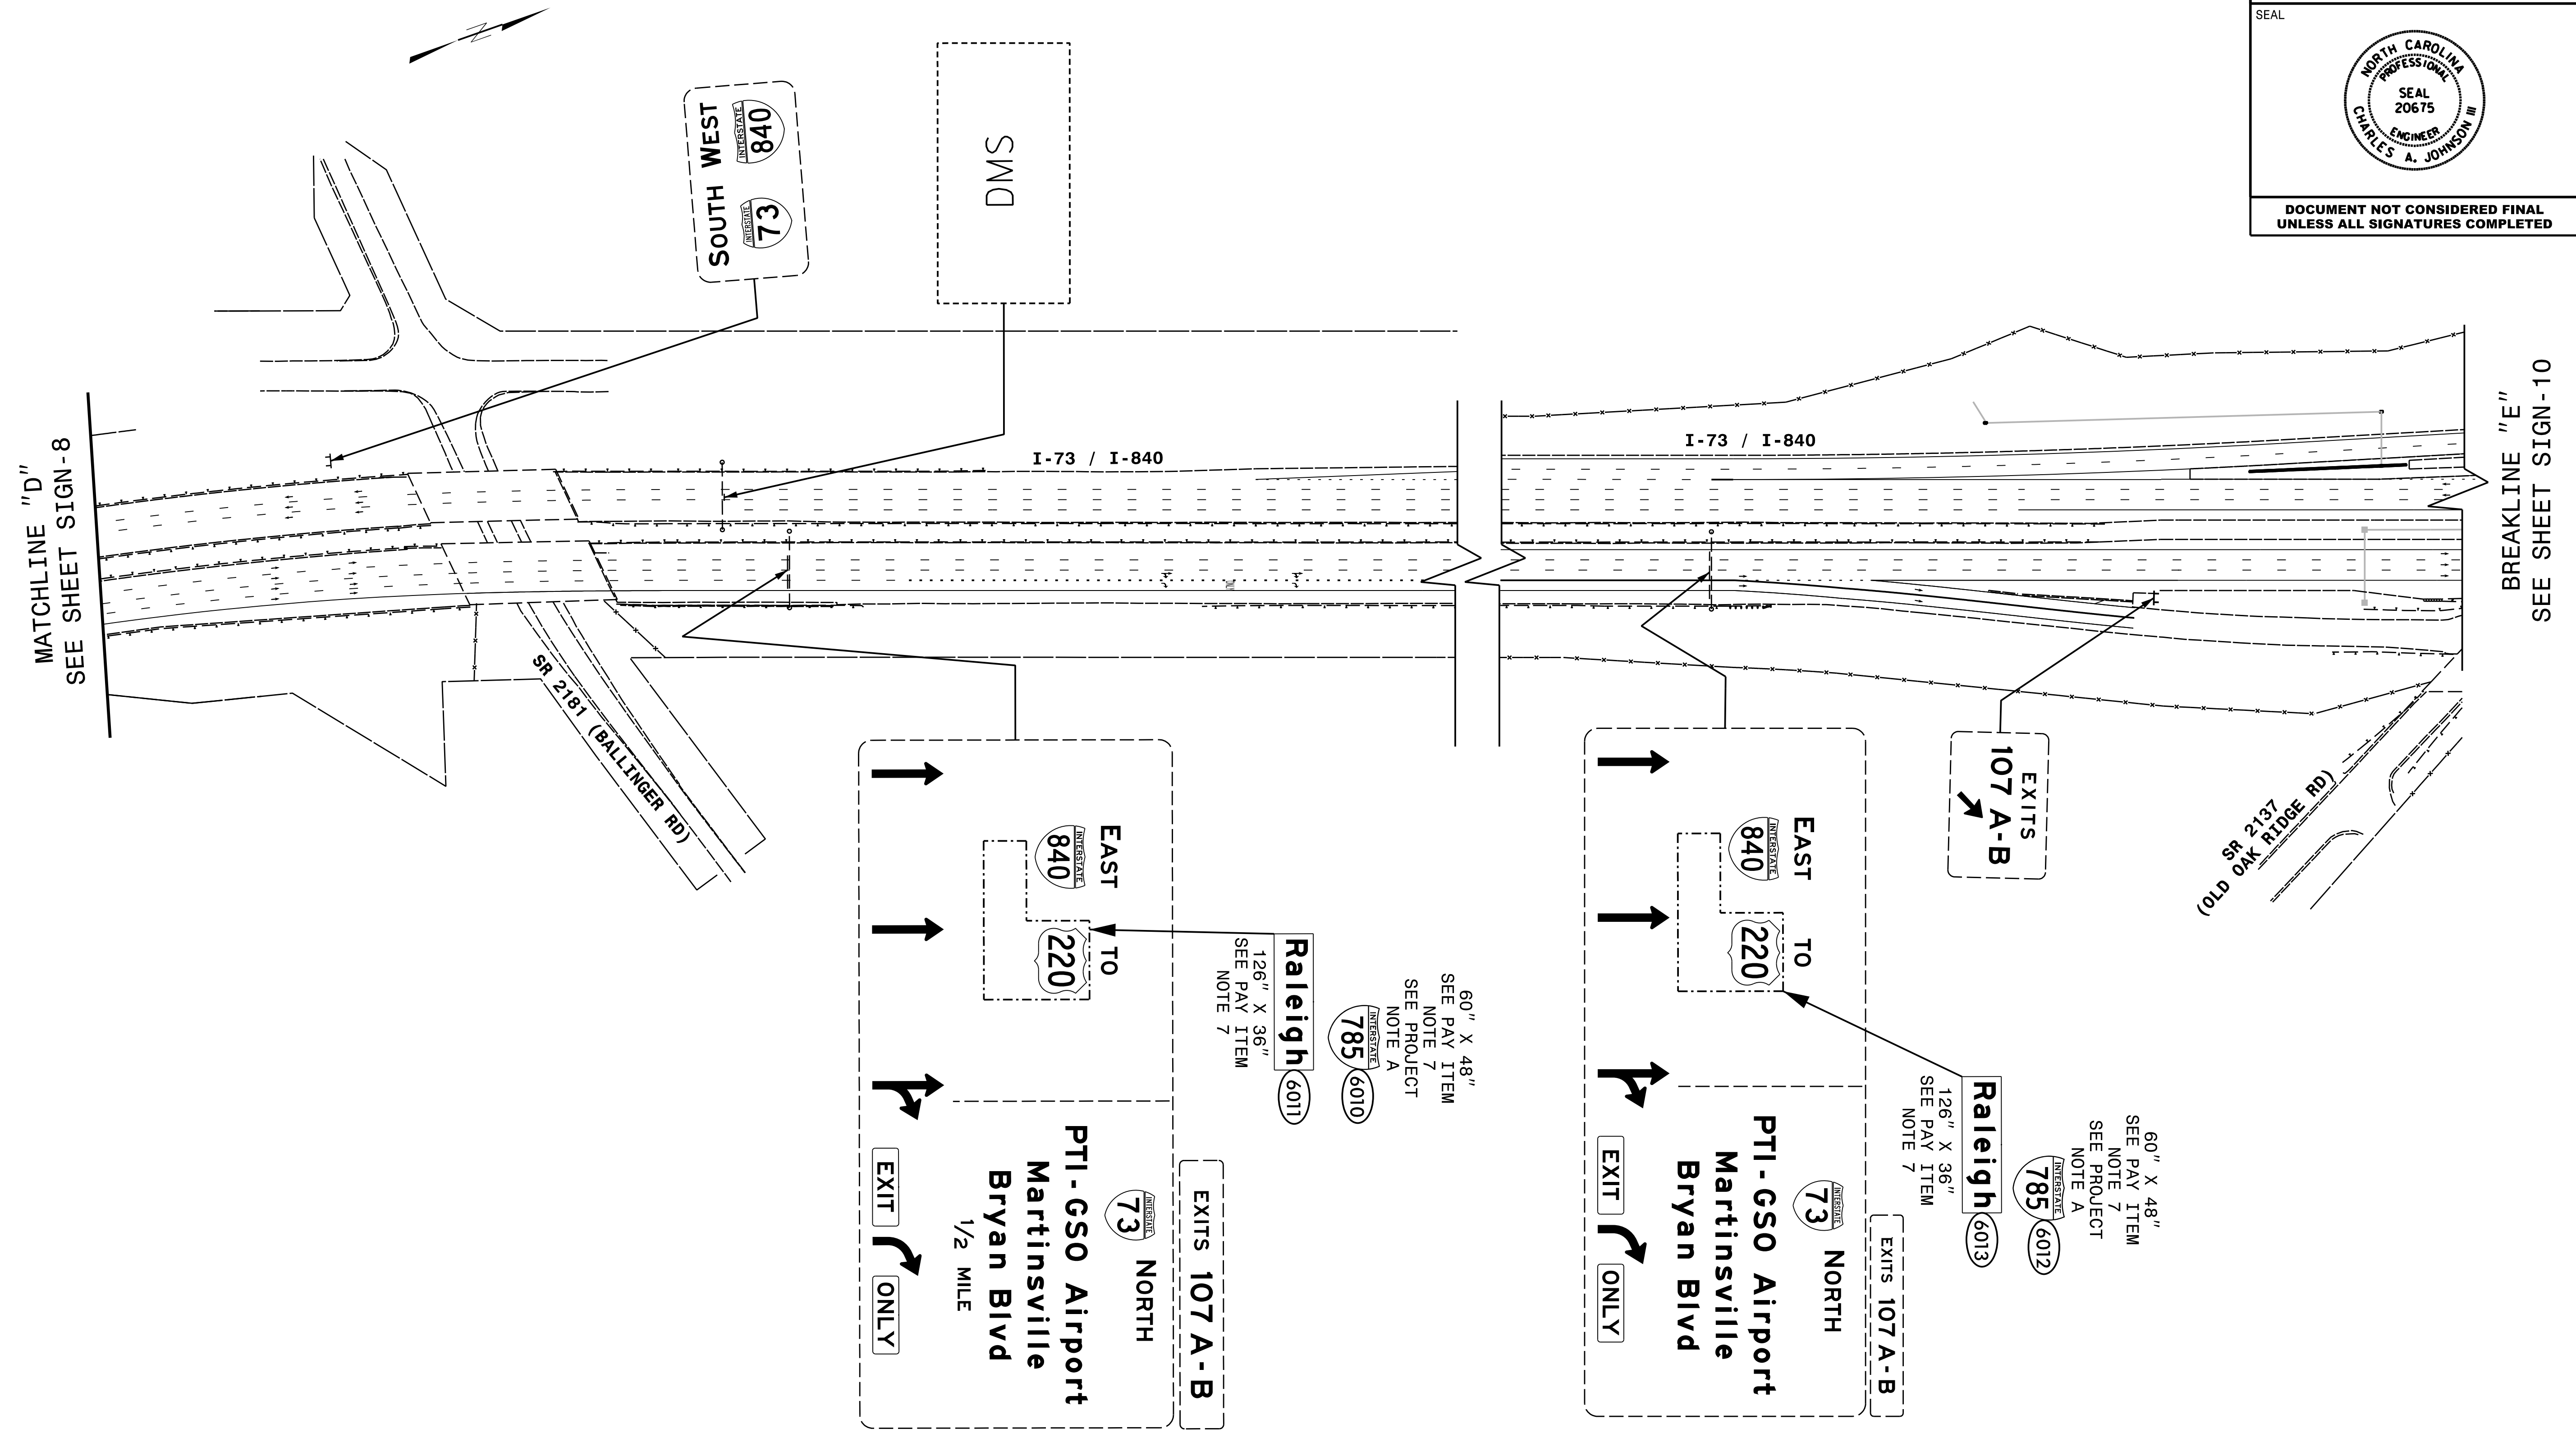 SEAL
NORTH CAROLINA
PROFESSIONAL
SEAL
20675
ENGINEER
CHARLES A. JOHNSON III
DOCUMENT NOT CONSIDERED FINAL
UNLESS ALL SIGNATURES COMPLETED
N
SOUTH WEST
INTERSTATE
73
INTERSTATE
840
DMS
MATCHLINE "D"
SEE SHEET SIGN-8
I-73 / I-840
I-73 / I-840
BREAKLINE "E"
SEE SHEET SIGN-10
SR 2181 (BALLINGER RD)
SR 2137
(OLD OAK RIDGE RD)
EXITS 107 A-B
EAST TO
INTERSTATE
840
220
INTERSTATE
73
NORTH
PTI-GSO Airport
Martinsville
Bryan Blvd
1/2 MILE
EXIT ONLY
60" X 48"
SEE PAY ITEM
NOTE 7
SEE PROJECT
NOTE A
INTERSTATE
785
6010
Raleigh
6011
126" X 36"
SEE PAY ITEM
NOTE 7
EXITS 107 A-B
EAST TO
INTERSTATE
840
220
INTERSTATE
73
NORTH
PTI-GSO Airport
Martinsville
Bryan Blvd
EXIT ONLY
60" X 48"
SEE PAY ITEM
NOTE 7
SEE PROJECT
NOTE A
INTERSTATE
785
6012
Raleigh
6013
126" X 36"
SEE PAY ITEM
NOTE 7
EXITS
107 A-B